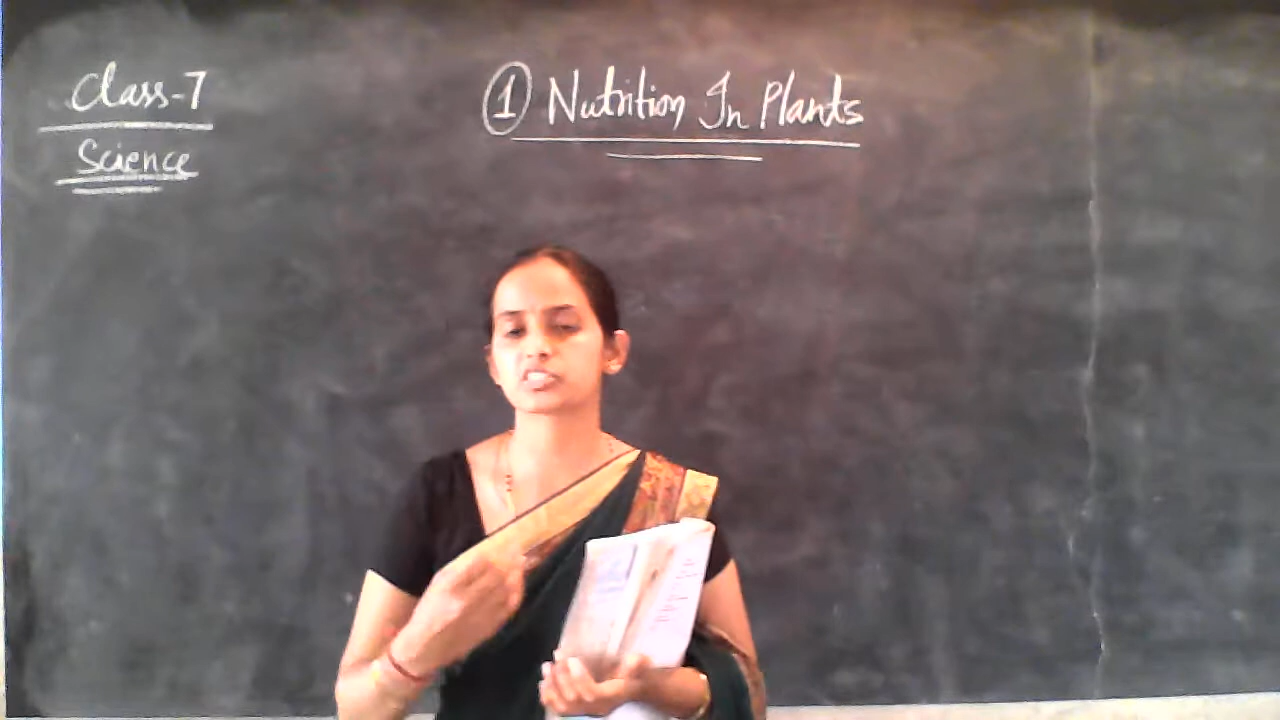 Class-7
Science
① Nutrition In Plants